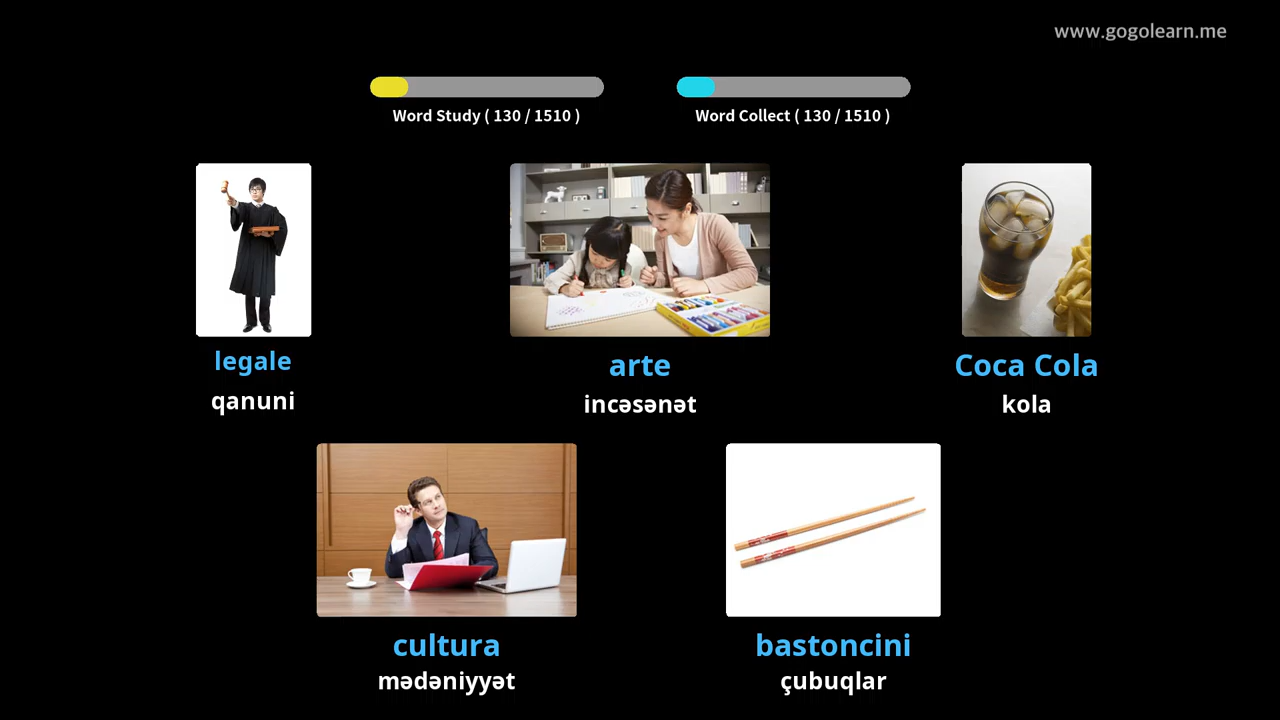 www.gogolearn.me
Word Study ( 130 / 1510 )
Word Collect ( 130 / 1510 )
legale
qanuni
arte
incəsənət
Coca Cola
kola
cultura
mədəniyyət
bastoncini
çubuqlar